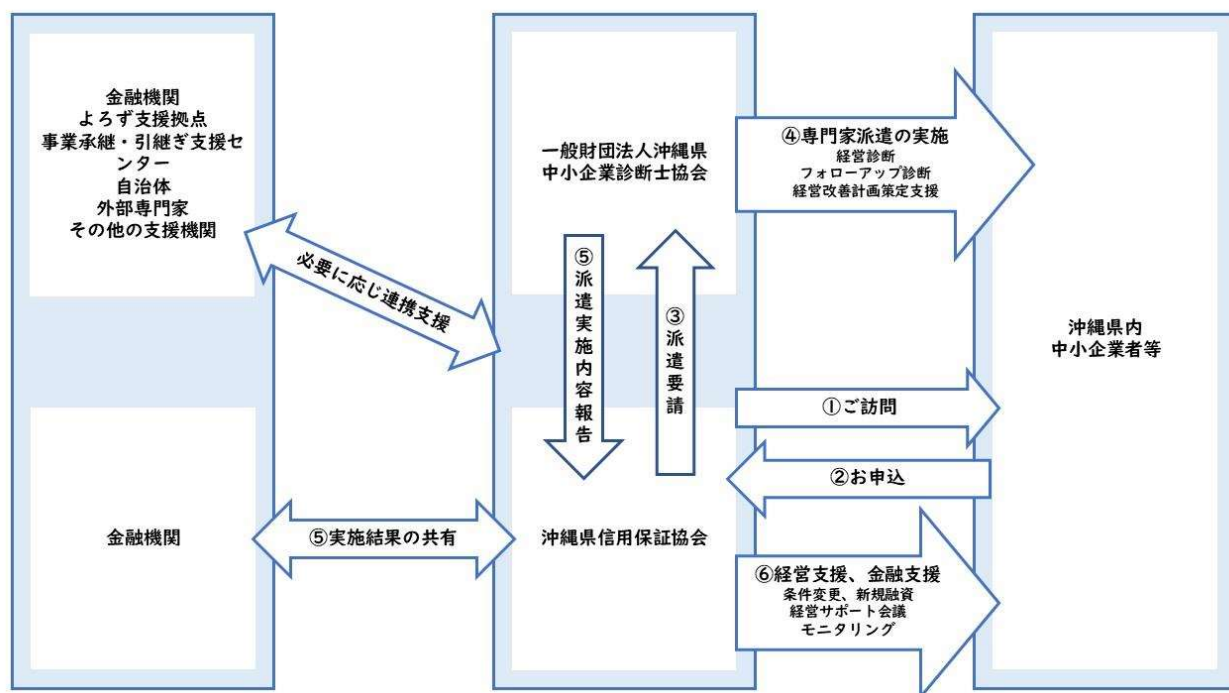 金融機関
よろず支援拠点
事業承継・引継ぎ支援セ
ンター
自治体
外部専門家
その他の支援機関
必要に応じ連携支援
金融機関
⑤実施結果の共有
一般財団法人沖縄県
中小企業診断士協会
⑤派遣実施内容報告
③派遣要請
沖縄県信用保証協会
④専門家派遣の実施
経営診断
フォローアップ診断
経営改善計画策定支援
①ご訪問
②お申込
⑥経営支援、金融支援
条件変更、新規融資
経営サポート会議
モニタリング
沖縄県内
中小企業者等